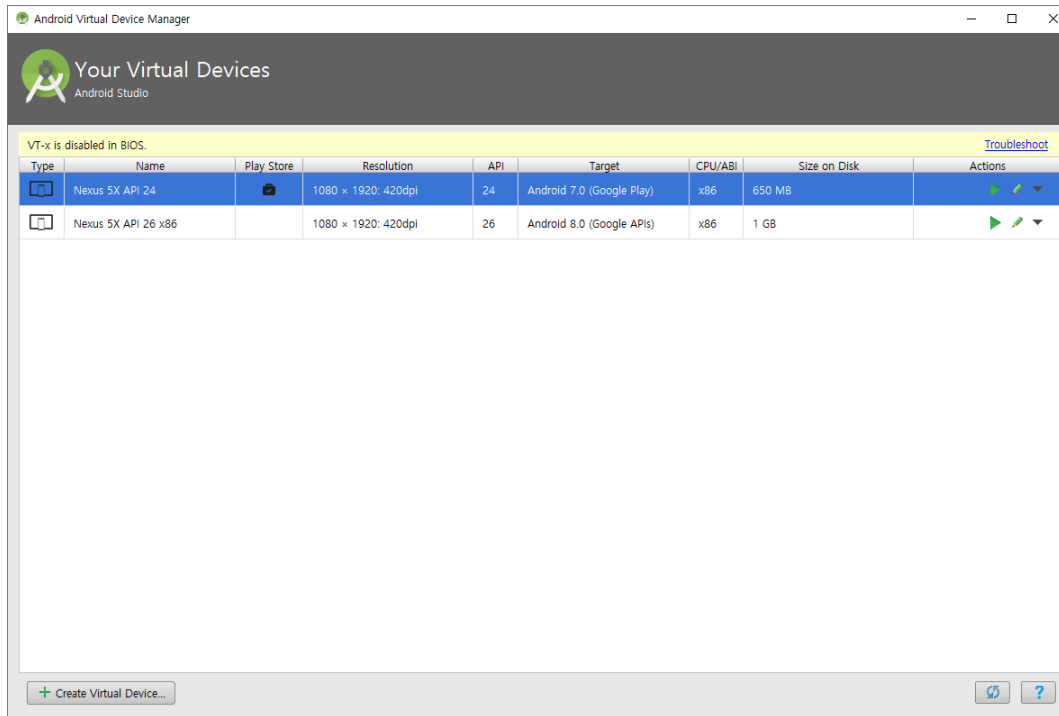 Android Virtual Device Manager
Your Virtual Devices
Android Studio
VT-x is disabled in BIOS. Troubleshoot
Type Name Play Store Resolution API Target CPU/ABI Size on Disk Actions
Nexus 5X API 24 1080 × 1920: 420dpi 24 Android 7.0 (Google Play) x86 650 MB
Nexus 5X API 26 x86 1080 × 1920: 420dpi 26 Android 8.0 (Google APIs) x86 1 GB
+ Create Virtual Device... ?